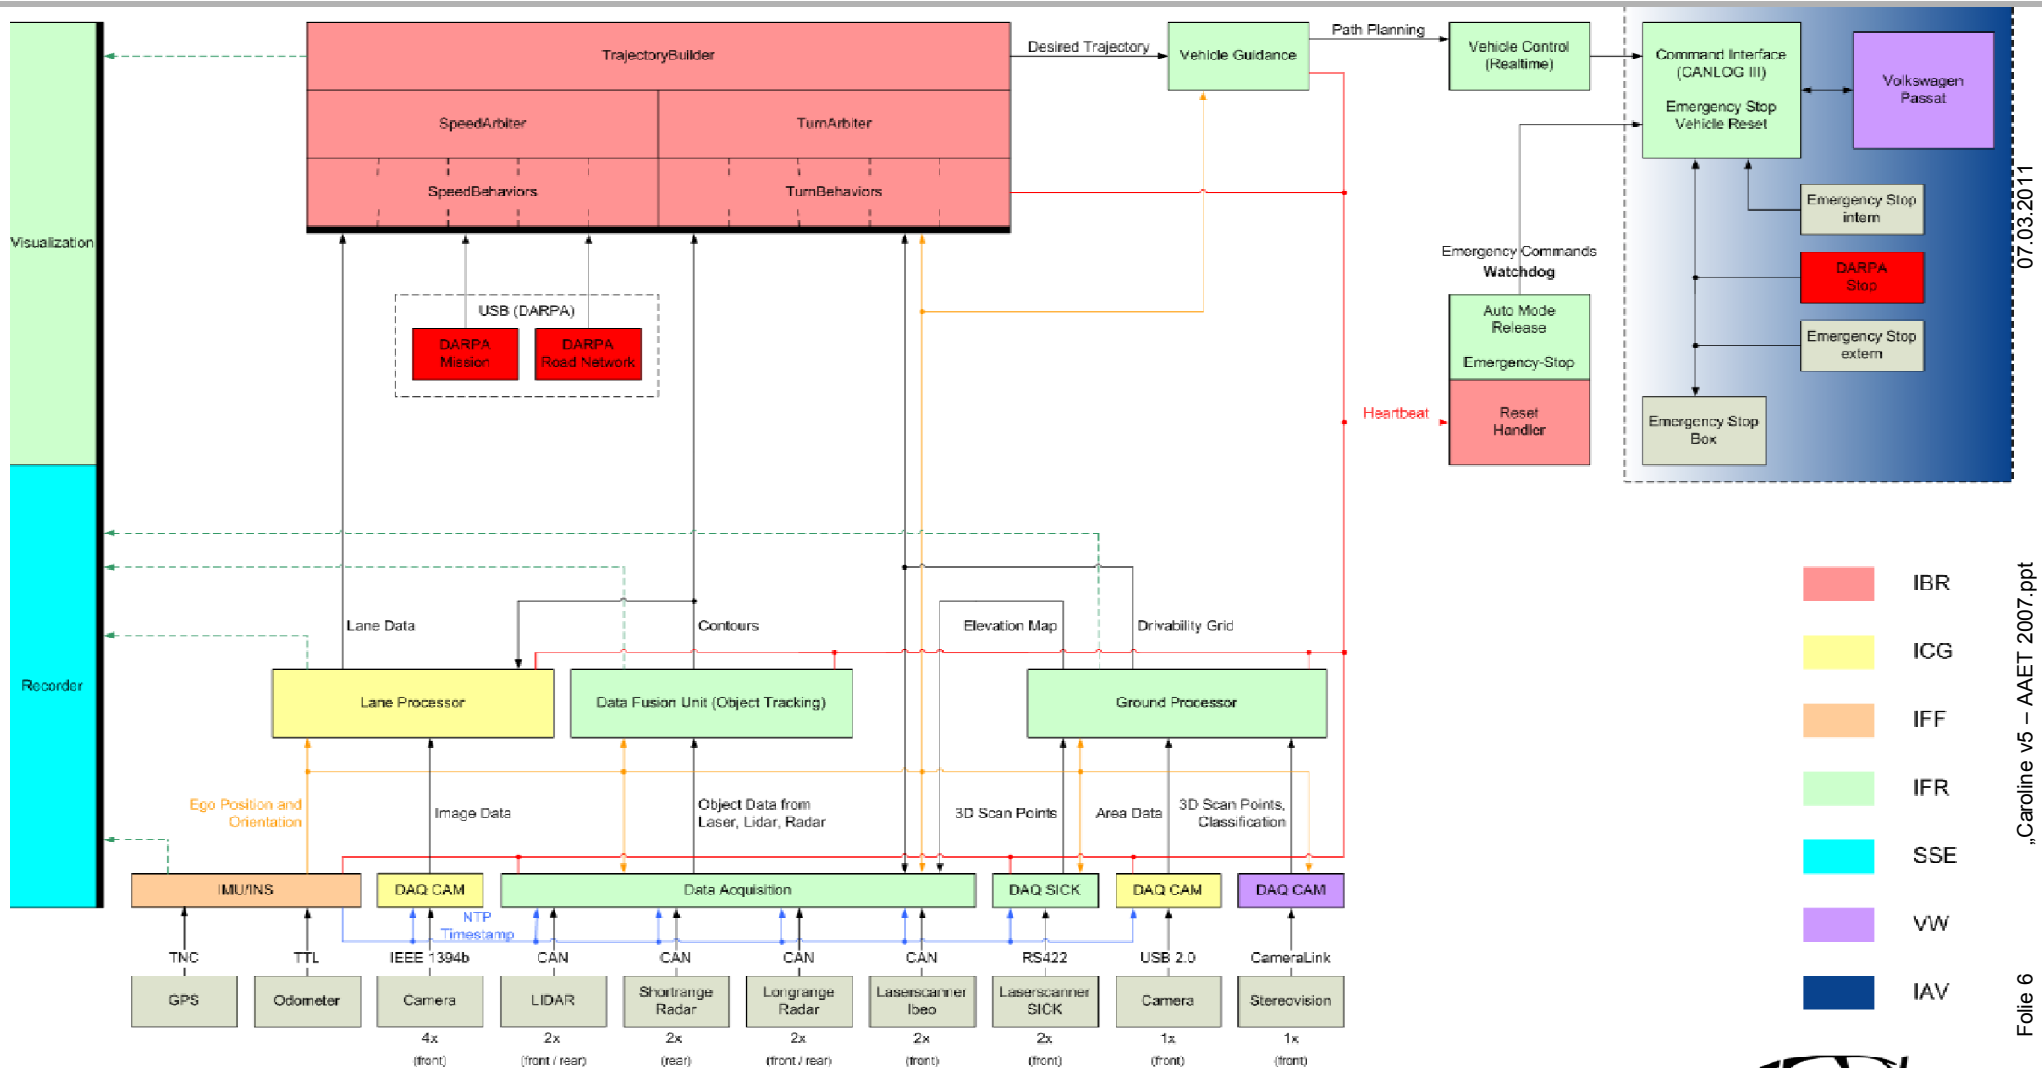 Visualization
Recorder
TrajectoryBuilder
SpeedArbiter
TurnArbiter
SpeedBehaviors
TurnBehaviors
Desired Trajectory
Vehicle Guidance
Path Planning
Vehicle Control
(Realtime)
Command Interface
(CANLOG III)
Emergency Stop
Vehicle Reset
Volkswagen
Passat
Emergency Stop
intern
DARPA
Stop
Emergency Stop
extern
Emergency Stop
Box
Emergency Commands
Watchdog
Auto Mode
Release
Emergency-Stop
Reset
Handler
Heartbeat
USB (DARPA)
DARPA
Mission
DARPA
Road Network
Lane Data
Contours
Elevation Map
Drivability Grid
Lane Processor
Data Fusion Unit (Object Tracking)
Ground Processor
Ego Position and
Orientation
Image Data
Object Data from
Laser, Lidar, Radar
3D Scan Points
Area Data
3D Scan Points,
Classification
IMU/INS
DAQ CAM
Data Acquisition
DAQ SICK
DAQ CAM
DAQ CAM
NTP
Timestamp
TNC
TTL
IEEE 1394b
CAN
CAN
CAN
CAN
RS422
USB 2.0
CameraLink
GPS
Odometer
Camera
LIDAR
Shortrange
Radar
Longrange
Radar
Laserscanner
Ibeo
Laserscanner
SICK
Camera
Stereovision
4x
2x
2x
2x
2x
2x
1x
1x
(front)
(front / rear)
(rear)
(front / rear)
(front)
(front)
(front)
(front)
IBR
ICG
IFF
IFR
SSE
VW
IAV
07.03.2011
„Caroline v5 – AAET 2007.ppt
Folie 6